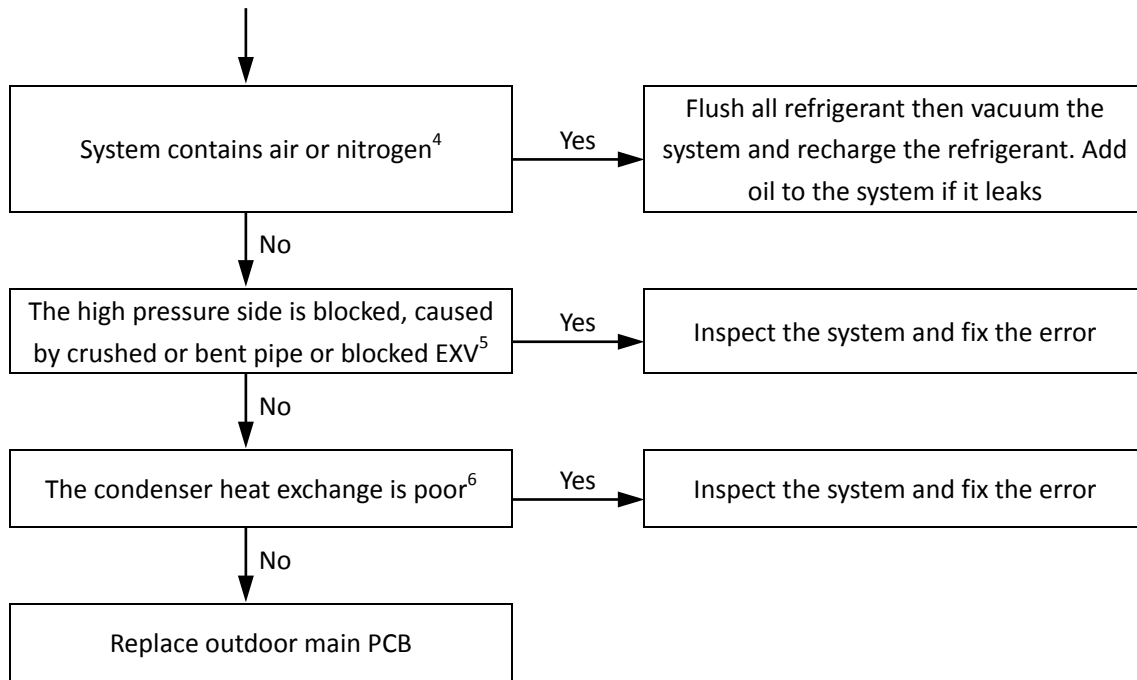 System contains air or nitrogen4
Yes
Flush all refrigerant then vacuum the
system and recharge the refrigerant. Add
oil to the system if it leaks
No
The high pressure side is blocked, caused
by crushed or bent pipe or blocked EXV5
Yes
Inspect the system and fix the error
No
The condenser heat exchange is poor6
Yes
Inspect the system and fix the error
No
Replace outdoor main PCB